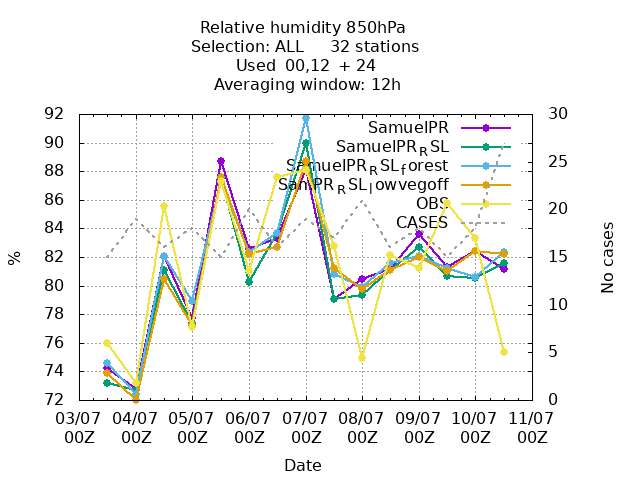 Relative humidity 850hPa
Selection: ALL 32 stations
Used 00,12 + 24
Averaging window: 12h
92 30
SamuelPR
SamuelPR_RSL
SamuelPR_RSL_forest
SamPR_RSL_lowvegoff
OBS
CASES
90
88
86
84
82
80
78
76
74
72
%
25
20
15
10
5
0
No cases
03/07 04/07 05/07 06/07 07/07 08/07 09/07 10/07 11/07
00Z 00Z 00Z 00Z 00Z 00Z 00Z 00Z 00Z
Date